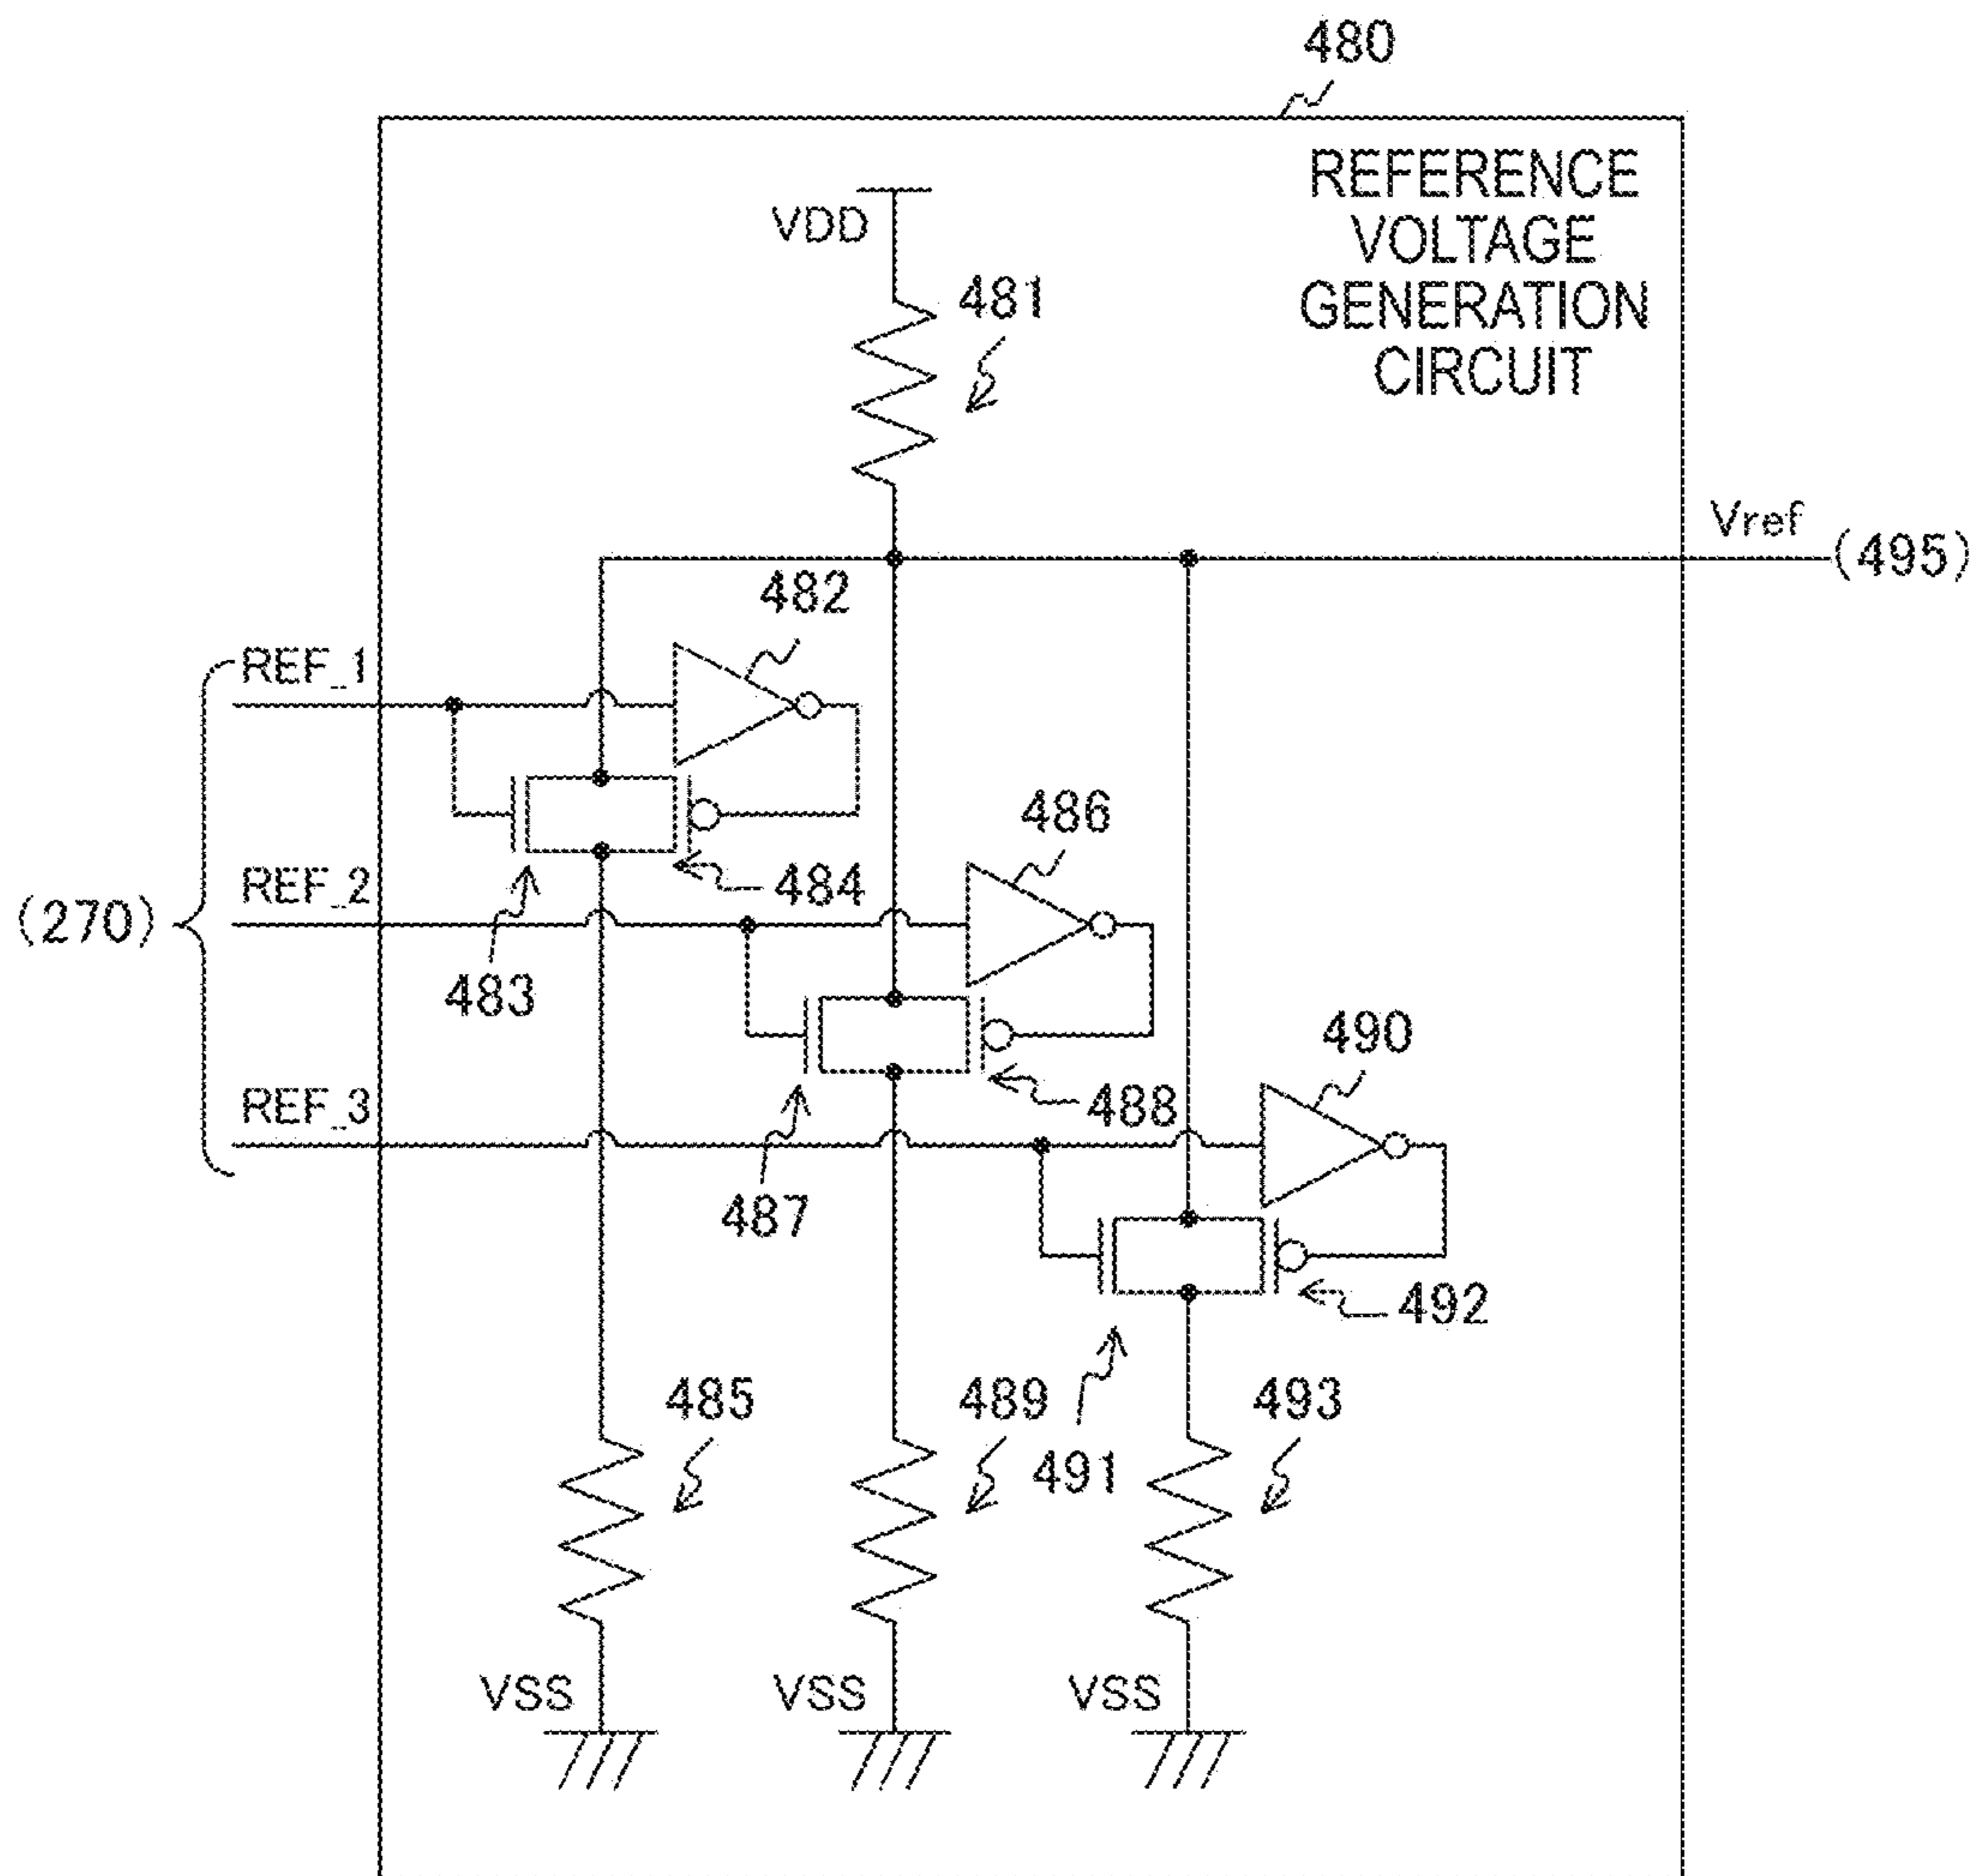 480
REFERENCE
VOLTAGE
GENERATION
CIRCUIT
VDD
481
Vref
(495)
482
REF_1
484
486
REF_2
(270)
483
488
490
REF_3
487
492
485
489
491
493
VSS
VSS
VSS